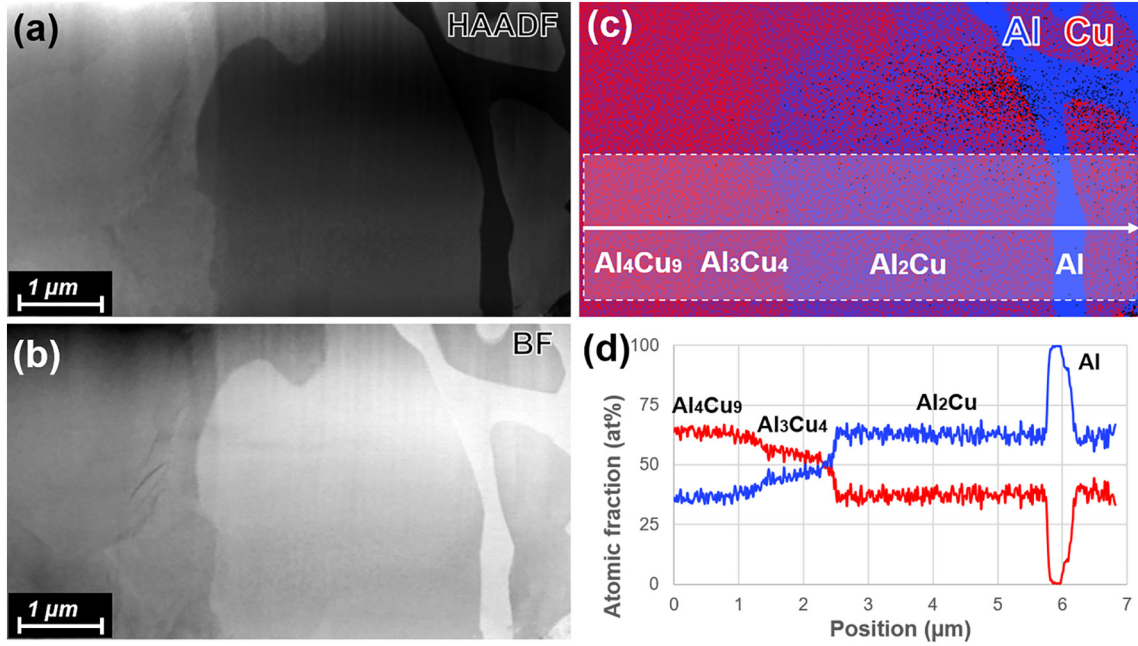 (a)
HAADF
1 µm
(b)
BF
1 µm
(c)
Al Cu
Al₄Cu₉ Al₃Cu₄ Al₂Cu Al
(d)
100
75
50
25
0
Atomic fraction (at%)
Al₄Cu₉
Al₃Cu₄
Al₂Cu
Al
0 1 2 3 4 5 6 7
Position (µm)